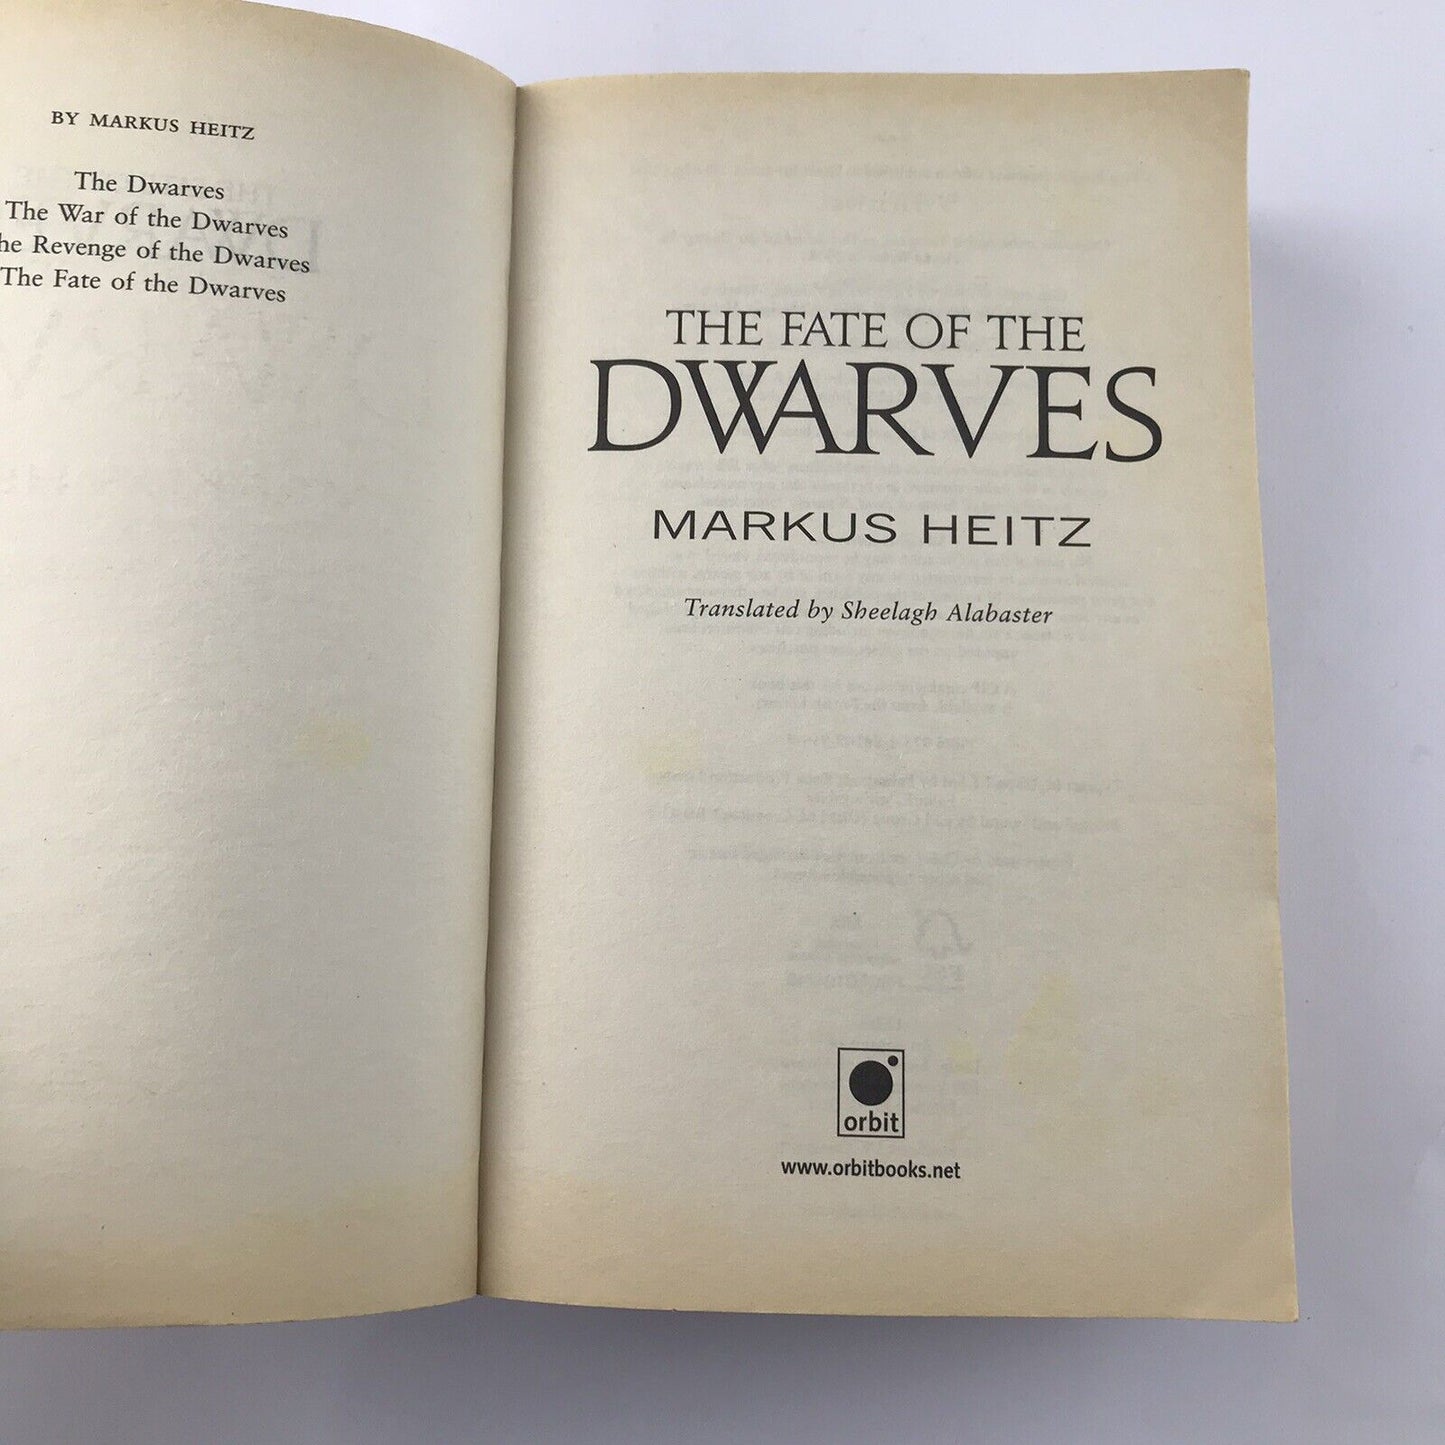 BY MARKUS HEITZ
The Dwarves
The War of the Dwarves
he Revenge of the Dwarves
The Fate of the Dwarves
THE FATE OF THE
DWARVES
MARKUS HEITZ
Translated by Sheelagh Alabaster
orbit
www.orbitbooks.net